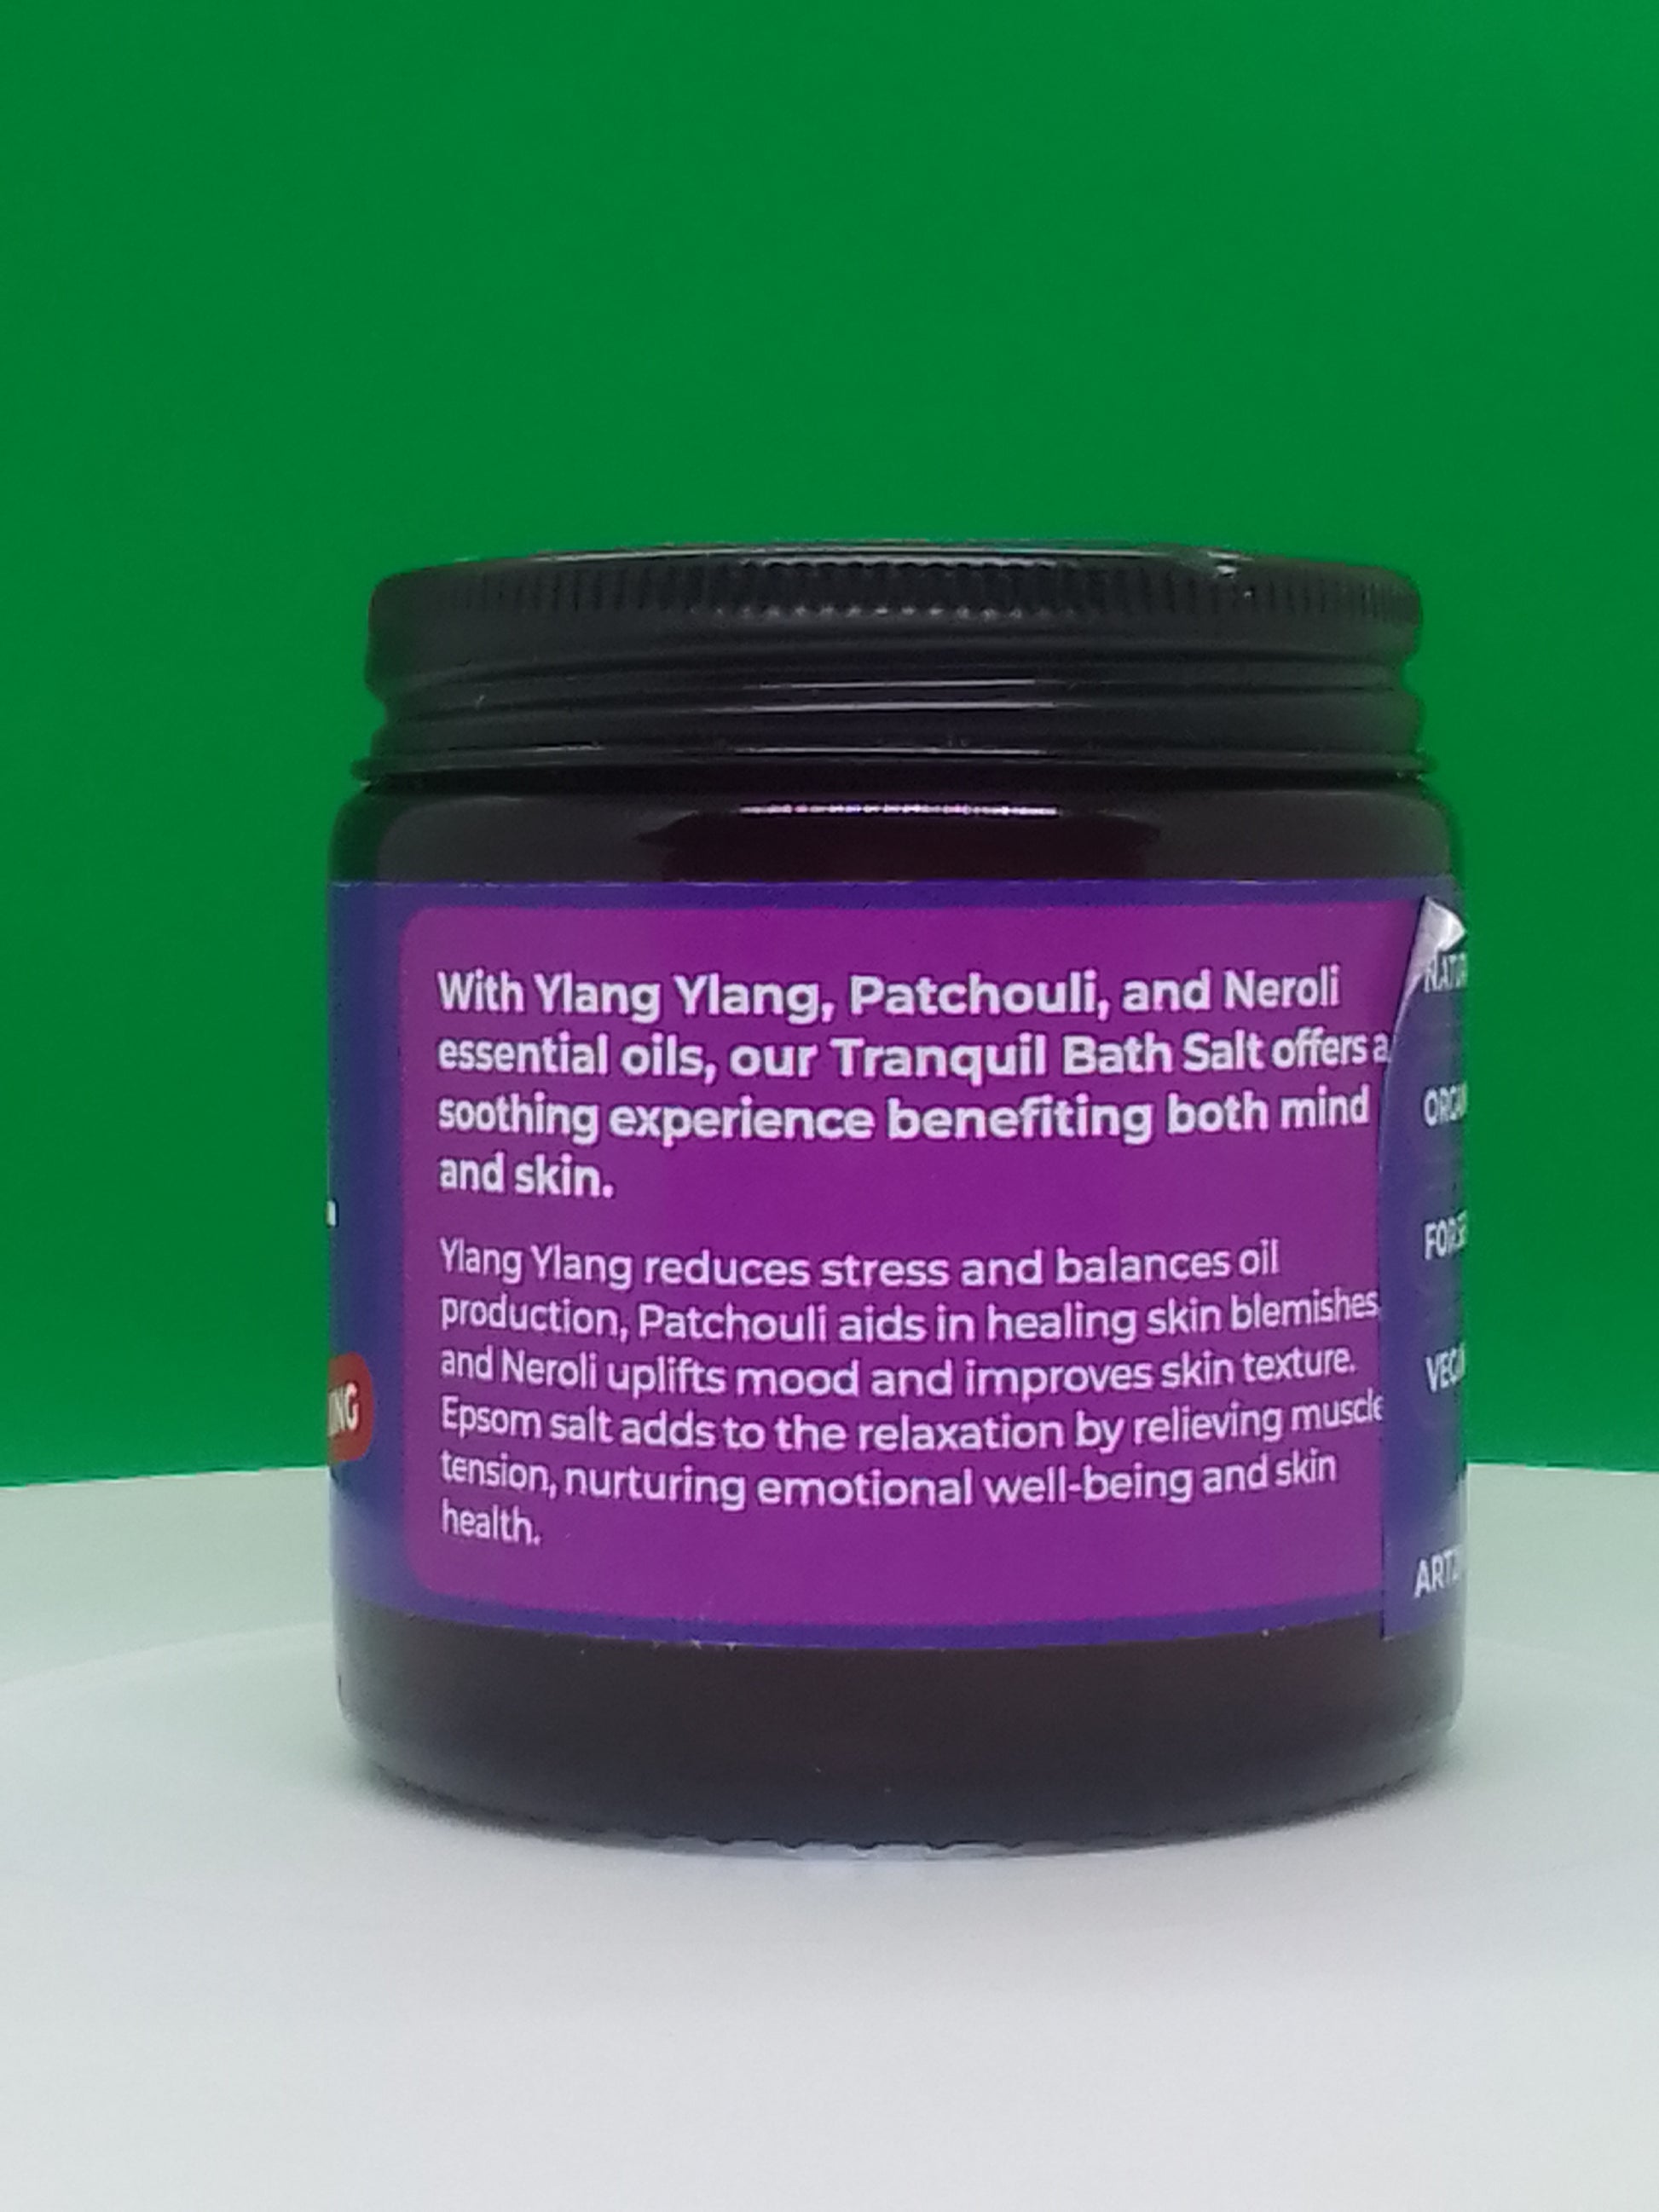 With Ylang Ylang, Patchouli, and Neroli
essential oils, our Tranquil Bath Salt offers a
soothing experience benefiting both mind
and skin.
Ylang Ylang reduces stress and balances oil
production, Patchouli aids in healing skin blemishes,
and Neroli uplifts mood and improves skin texture.
Epsom salt adds to the relaxation by relieving muscle
tension, nurturing emotional well-being and skin
health.